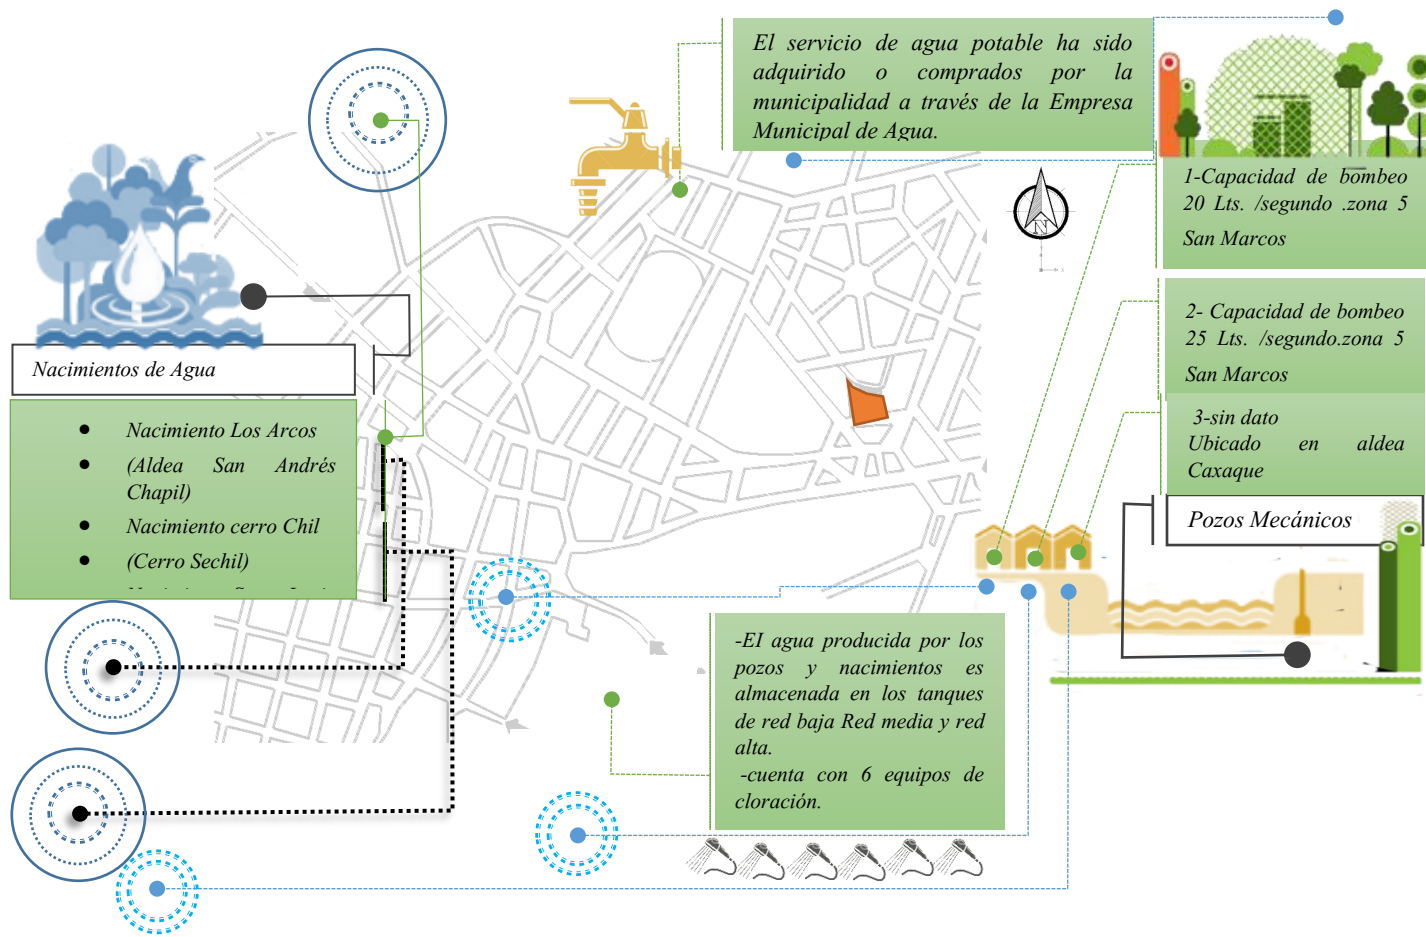 El servicio de agua potable ha sido
adquirido o comprados por la
municipalidad a través de la Empresa
Municipal de Agua.
1-Capacidad de bombeo
20 Lts. /segundo .zona 5
San Marcos
N
2- Capacidad de bombeo
25 Lts. /segundo.zona 5
San Marcos
Nacimientos de Agua
3-sin dato
Ubicado en aldea
Caxaque
Nacimiento Los Arcos
(Aldea San Andrés
Chapil)
Nacimiento cerro Chil
(Cerro Sechil)
Pozos Mecánicos
-EI agua producida por los
pozos y nacimientos es
almacenada en los tanques
de red baja Red media y red
alta.
-cuenta con 6 equipos de
cloración.